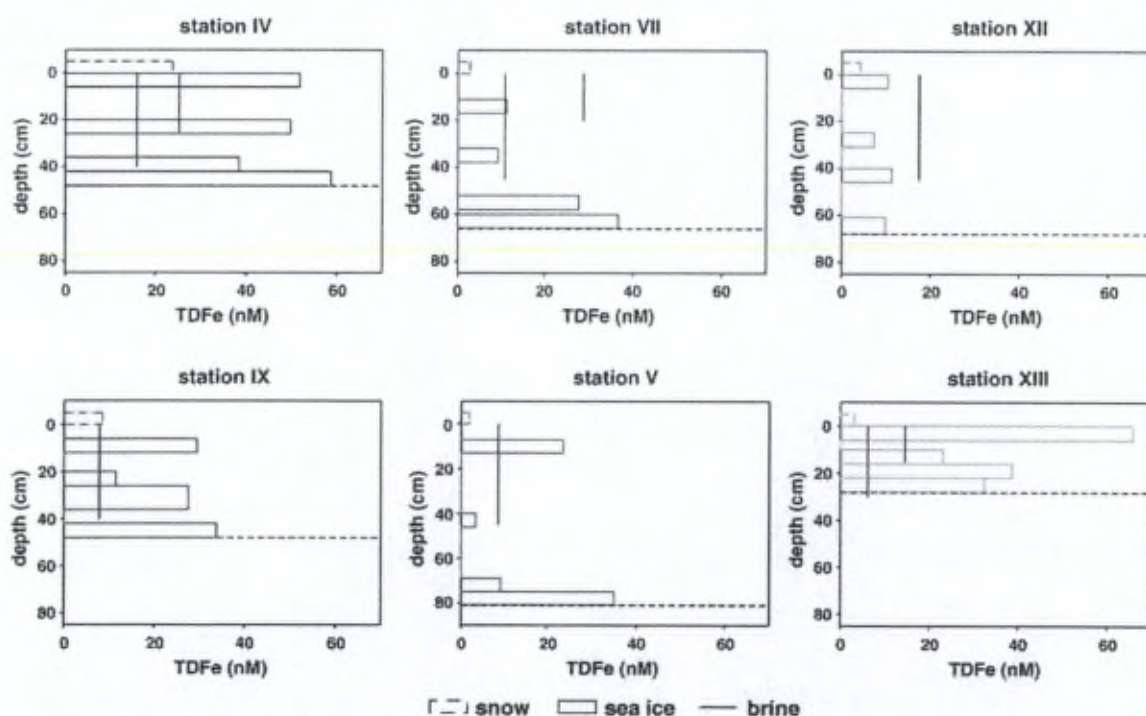 station IV
station VII
station XII
0
20
40
60
80
depth (cm)
0 20 40 60
TDFe (nM)
0
20
40
60
80
depth (cm)
0 20 40 60
TDFe (nM)
0
20
40
60
80
depth (cm)
0 20 40 60
TDFe (nM)
station IX
station V
station XIII
0
20
40
60
80
depth (cm)
0 20 40 60
TDFe (nM)
0
20
40
60
80
depth (cm)
0 20 40 60
TDFe (nM)
0
20
40
60
80
depth (cm)
0 20 40 60
TDFe (nM)
snow sea ice brine